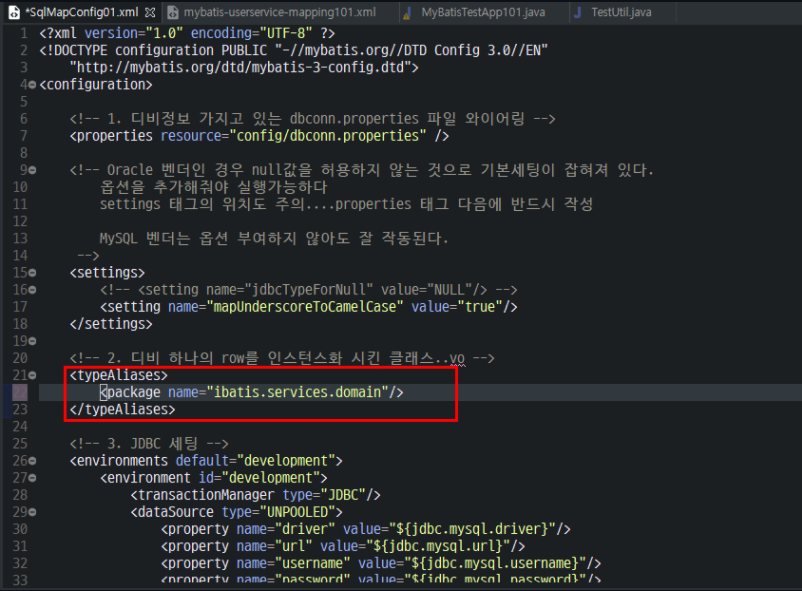 *SqlMapConfig01.xml mybatis-userservice-mapping101.xml MyBatisTestApp101.java TestUtil.java
1 <?xml version="1.0" encoding="UTF-8" ?>
2 <!DOCTYPE configuration PUBLIC "-//mybatis.org//DTD Config 3.0//EN"
3 "http://mybatis.org/dtd/mybatis-3-config.dtd">
4 <configuration>
5
6 <!-- 1. 디비정보 가지고 있는 dbconn.properties 파일 와이어링 -->
7 <properties resource="config/dbconn.properties" />
8
9 <!-- Oracle 벤더인 경우 null값을 허용하지 않는 것으로 기본세팅이 잡혀져 있다.
10 옵션을 추가해줘야 실행가능하다
11 settings 태그의 위치도 주의....properties 태그 다음에 반드시 작성
12
13 MySQL 벤더는 옵션 부여하지 않아도 잘 작동된다.
14 -->
15 <settings>
16 <!-- <setting name="jdbcTypeForNull" value="NULL"/> -->
17 <setting name="mapUnderscoreToCamelCase" value="true"/>
18 </settings>
19
20 <!-- 2. 디비 하나의 row를 인스턴스화 시킨 클래스..vo -->
21 <typeAliases>
22 <package name="ibatis.services.domain"/>
23 </typeAliases>
24
25 <!-- 3. JDBC 세팅 -->
26 <environments default="development">
27 <environment id="development">
28 <transactionManager type="JDBC"/>
29 <dataSource type="UNPOOLED">
30 <property name="driver" value="${jdbc.mysql.driver}"/>
31 <property name="url" value="${jdbc.mysql.url}"/>
32 <property name="username" value="${jdbc.mysql.username}"/>
33 <property name="password" value="${jdbc.mysql.password}"/>